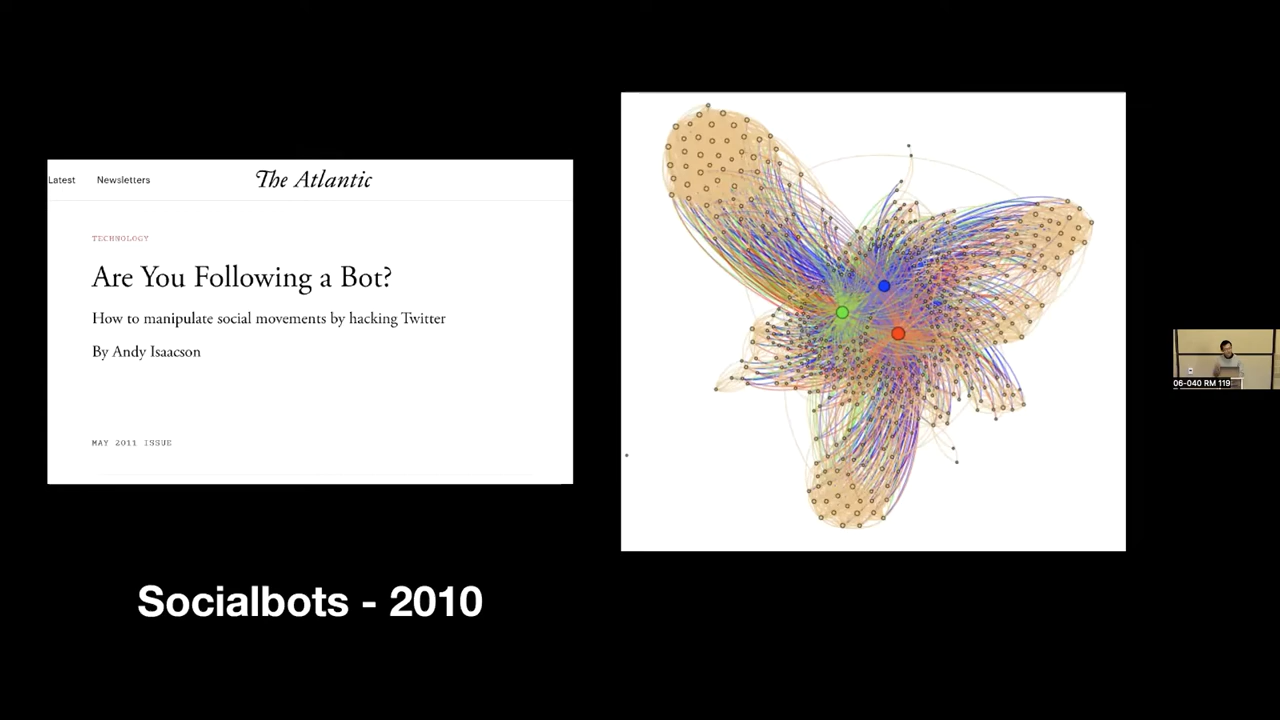 Latest Newsletters The Atlantic
TECHNOLOGY
Are You Following a Bot?
How to manipulate social movements by hacking Twitter
By Andy Isaacson
MAY 2011 ISSUE
Socialbots - 2010
06-040 RM 119